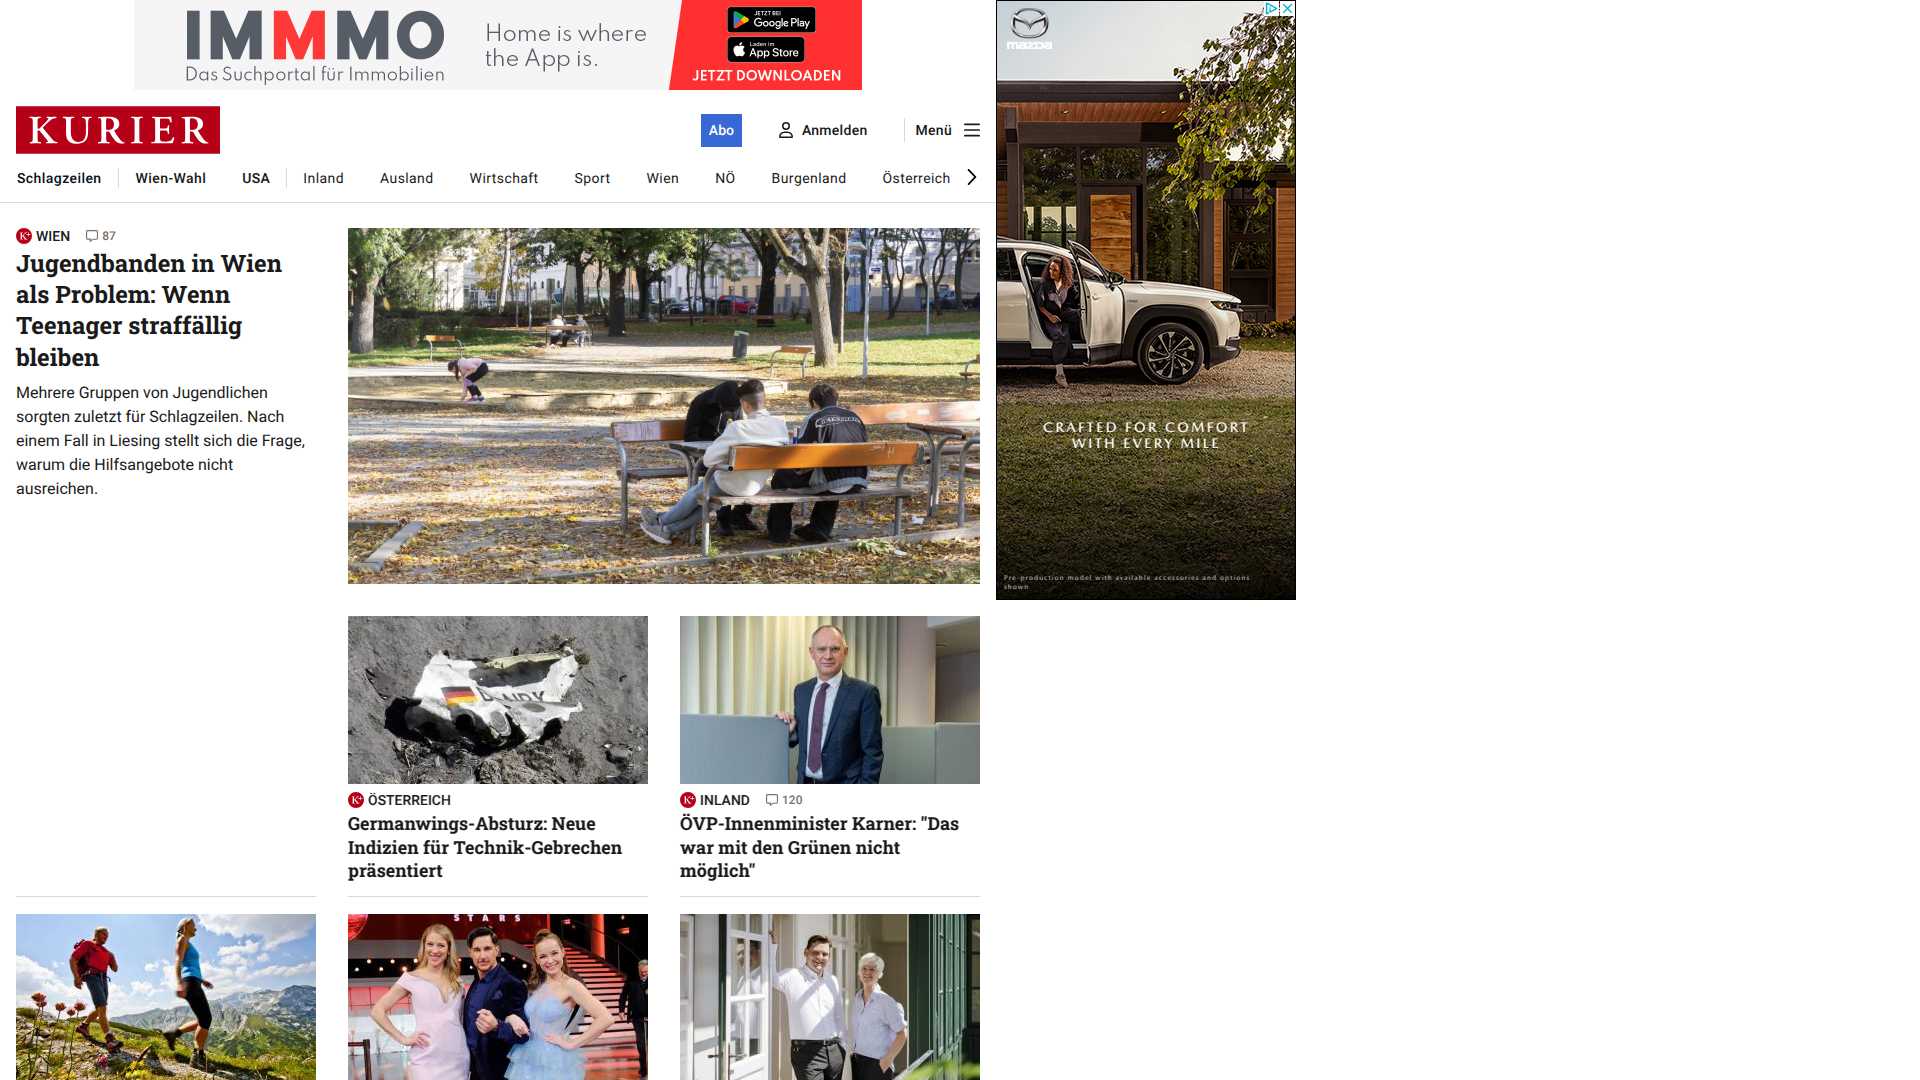 IMMMO
Das Suchportal für Immobilien
Home is where
the App is.
JETZT BEI
Google Play
Laden im
App Store
JETZT DOWNLOADEN
mazda
KURIER
Abo
Anmelden
Menü
Schlagzeilen
Wien-Wahl
USA
Inland
Ausland
Wirtschaft
Sport
Wien
NÖ
Burgenland
Österreich
K+ WIEN 87
Jugendbanden in Wien
als Problem: Wenn
Teenager straffällig
bleiben
Mehrere Gruppen von Jugendlichen
sorgten zuletzt für Schlagzeilen. Nach
einem Fall in Liesing stellt sich die Frage,
warum die Hilfsangebote nicht
ausreichen.
CRAFTED FOR COMFORT
WITH EVERY MILE
Pre-production model with available accessories and options
shown
K+ ÖSTERREICH
Germanwings-Absturz: Neue
Indizien für Technik-Gebrechen
präsentiert
K+ INLAND 120
ÖVP-Innenminister Karner: "Das
war mit den Grünen nicht
möglich"
STARS